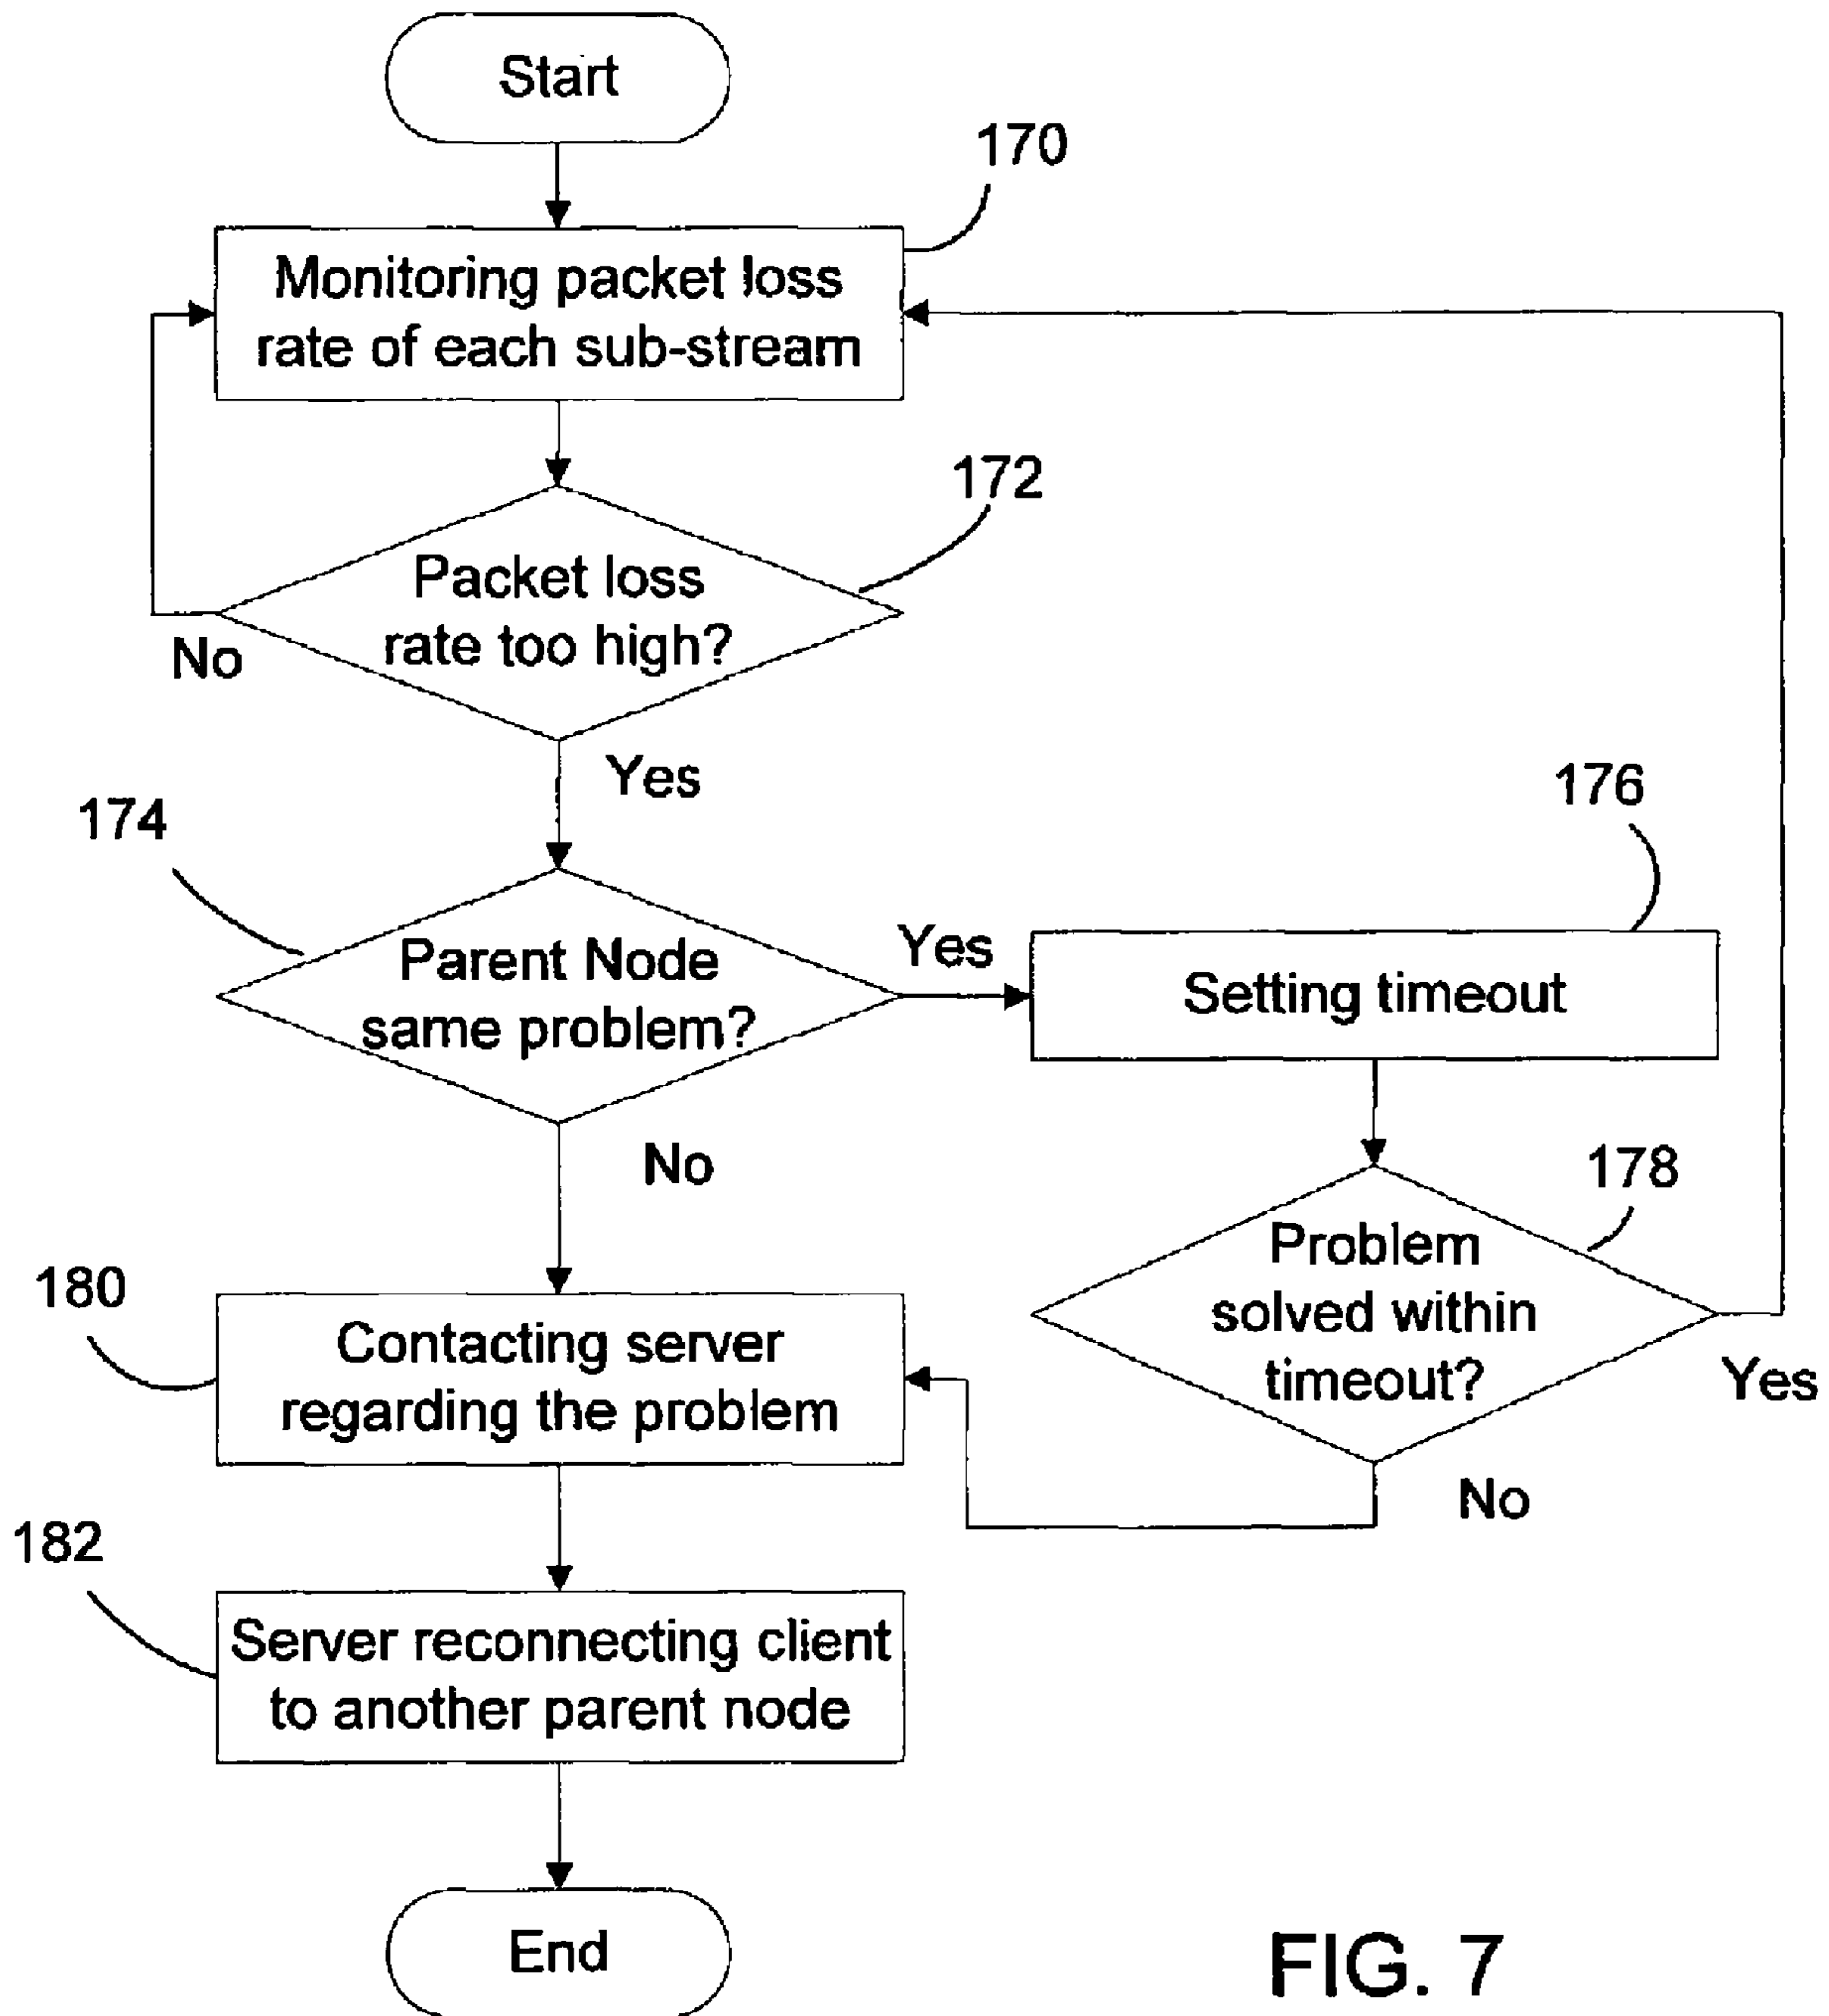 Start
170
Monitoring packet loss
rate of each sub-stream
172
Packet loss
rate too high?
No
Yes
174
176
Parent Node
same problem?
Yes
Setting timeout
No
178
Problem
solved within
timeout?
Yes
No
180
Contacting server
regarding the problem
182
Server reconnecting client
to another parent node
End
FIG. 7